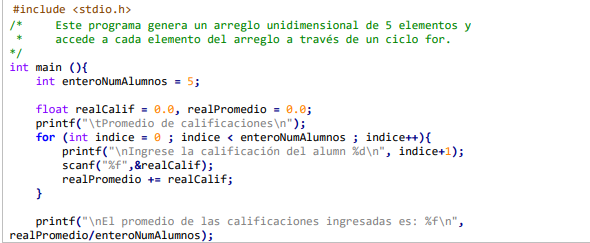 #include <stdio.h>
/*     Este programa genera un arreglo unidimensional de 5 elementos y
 *     accede a cada elemento del arreglo a través de un ciclo for.
*/
int main (){
    int enteroNumAlumnos = 5;

    float realCalif = 0.0, realPromedio = 0.0;
    printf("\tPromedio de calificaciones\n");
    for (int indice = 0 ; indice < enteroNumAlumnos ; indice++){
        printf("\nIngrese la calificación del alumn %d\n", indice+1);
        scanf("%f",&realCalif);
        realPromedio += realCalif;
    }

    printf("\nEl promedio de las calificaciones ingresadas es: %f\n",
realPromedio/enteroNumAlumnos);